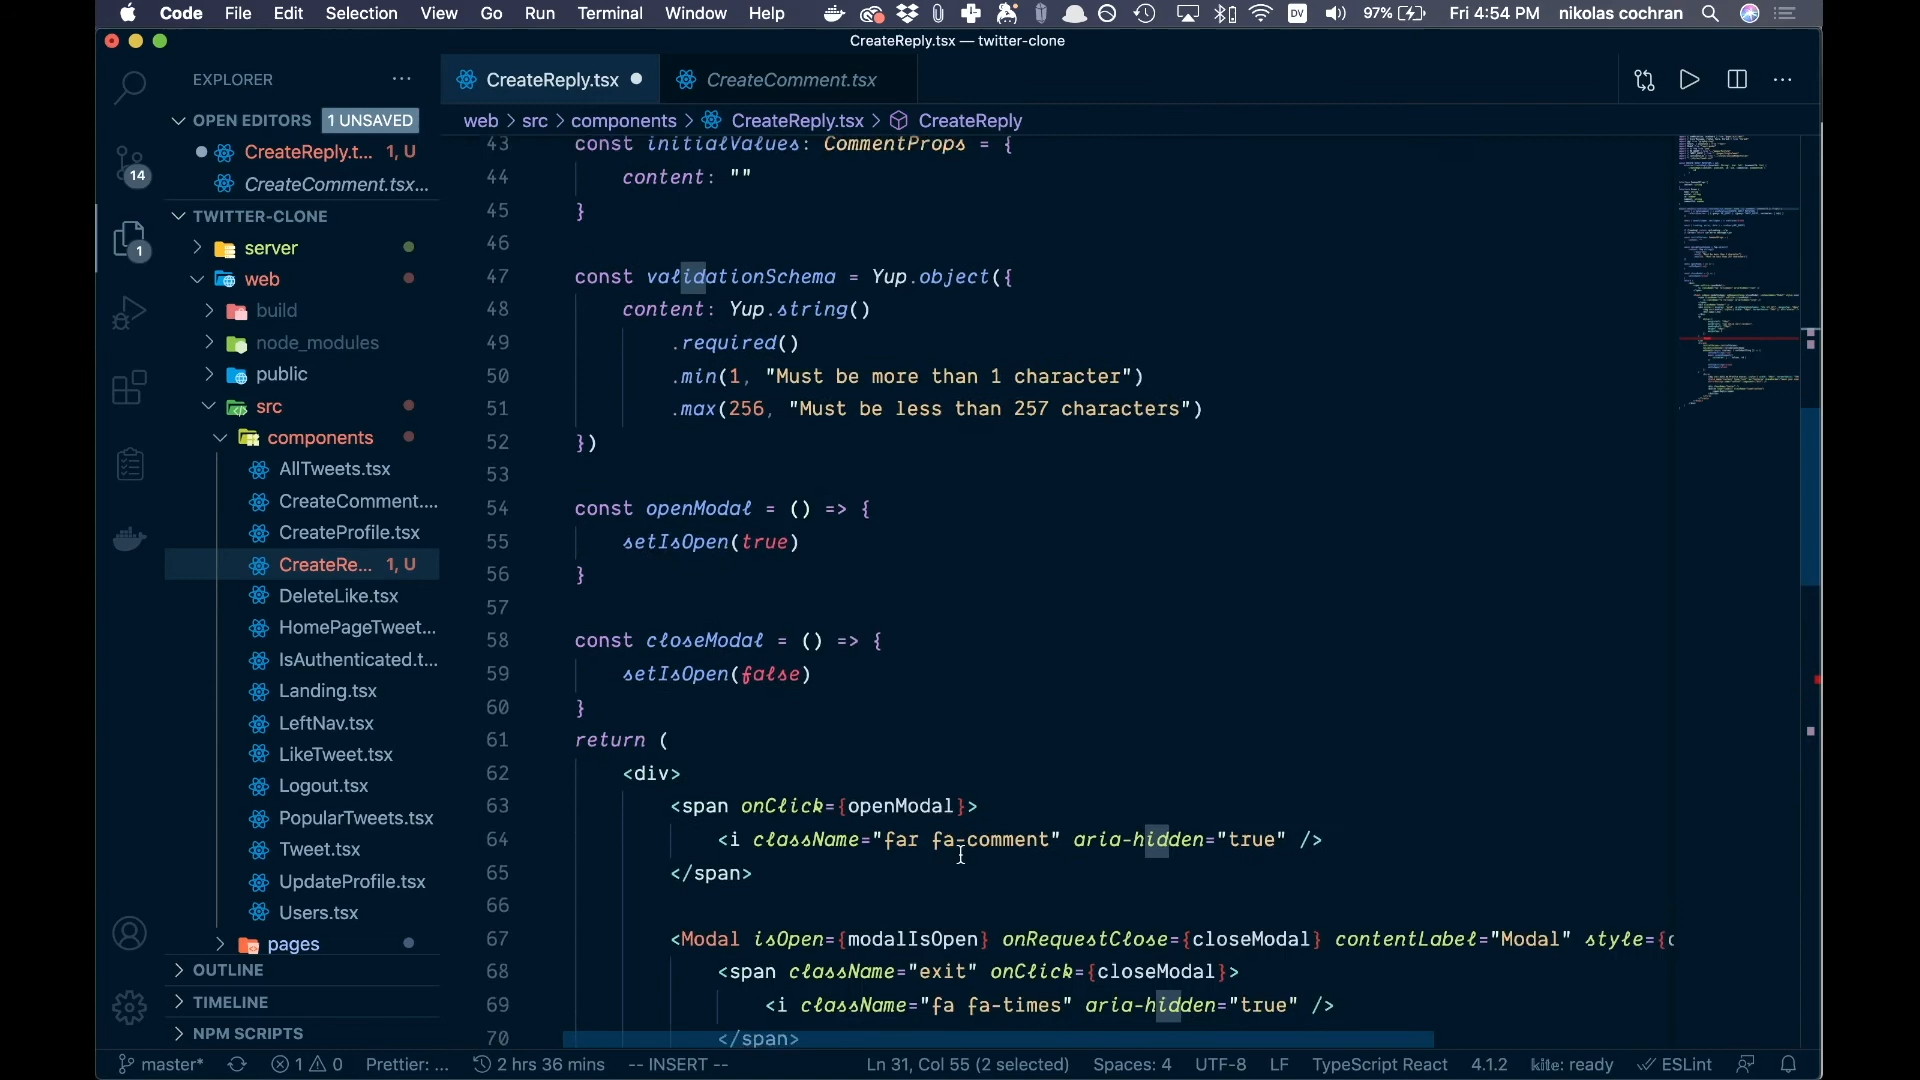 Code File Edit Selection View Go Run Terminal Window Help DV 97% Fri 4:54 PM nikolas cochran
CreateReply.tsx — twitter-clone
EXPLORER ···
CreateReply.tsx CreateComment.tsx ···
OPEN EDITORS 1 UNSAVED
CreateReply.t... 1, U
CreateComment.tsx...
TWITTER-CLONE
server
web
build
node_modules
public
src
components
AllTweets.tsx
CreateComment....
CreateProfile.tsx
CreateRe... 1, U
DeleteLike.tsx
HomePageTweet...
IsAuthenticated.t...
Landing.tsx
LeftNav.tsx
LikeTweet.tsx
Logout.tsx
PopularTweets.tsx
Tweet.tsx
UpdateProfile.tsx
Users.tsx
pages
OUTLINE
TIMELINE
NPM SCRIPTS
14
1
web > src > components > CreateReply.tsx > CreateReply
43 const initialValues: CommentProps = {
44 content: ""
45 }
46
47 const validationSchema = Yup.object({
48 content: Yup.string()
49 .required()
50 .min(1, "Must be more than 1 character")
51 .max(256, "Must be less than 257 characters")
52 })
53
54 const openModal = () => {
55 setIsOpen(true)
56 }
57
58 const closeModal = () => {
59 setIsOpen(false)
60 }
61 return (
62 <div>
63 <span onClick={openModal}>
64 <i className="far fa-comment" aria-hidden="true" />
65 </span>
66
67 <Modal isOpen={modalIsOpen} onRequestClose={closeModal} contentLabel="Modal" style={c
68 <span className="exit" onClick={closeModal}>
69 <i className="fa fa-times" aria-hidden="true" />
70 </span>
master* 1 0 Prettier: ... 2 hrs 36 mins -- INSERT -- Ln 31, Col 55 (2 selected) Spaces: 4 UTF-8 LF TypeScript React 4.1.2 kite: ready ESLint